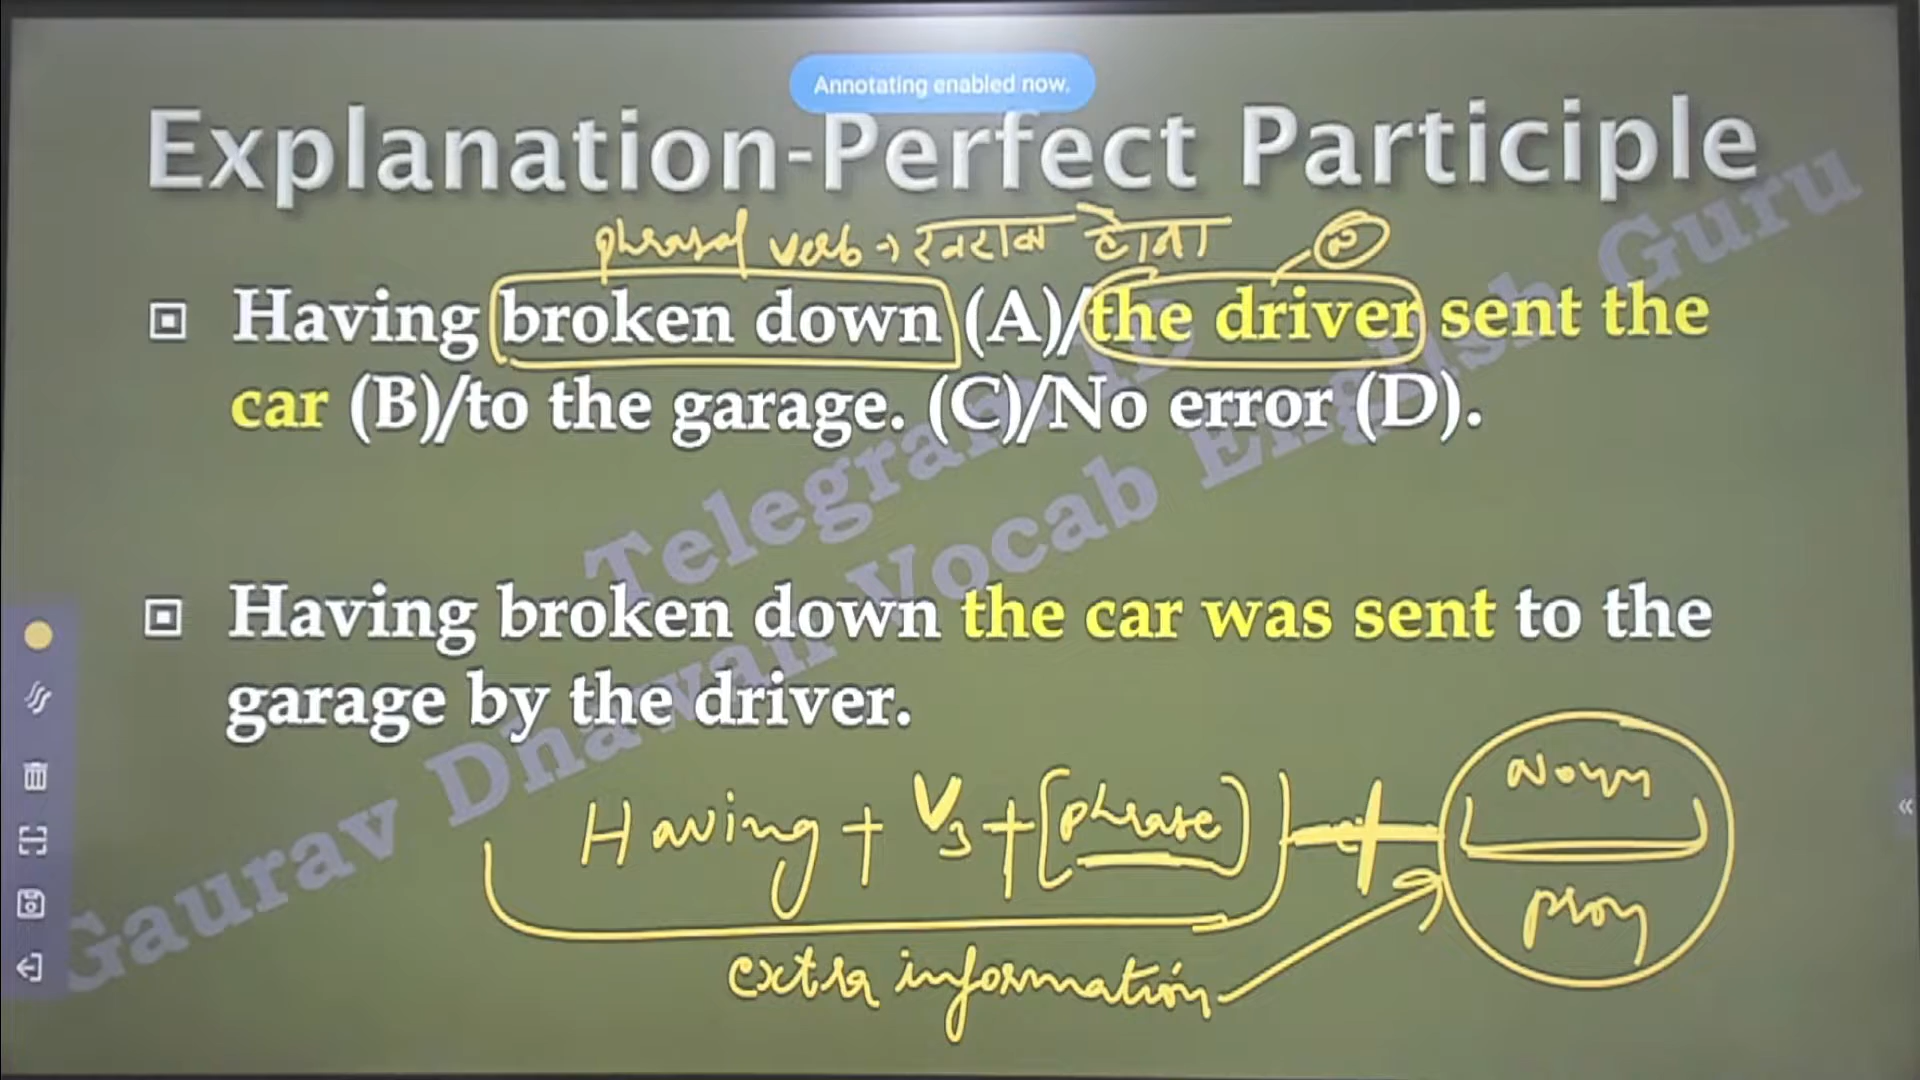 Annotating enabled now.
Explanation-Perfect Participle
phrasal verb → खराब होना N
Having broken down (A)/the driver sent the
car (B)/to the garage. (C)/No error (D).
Having broken down the car was sent to the
garage by the driver.
Having + V3 + [phrase] + Noun
pron
extra information
Telegram ID
Gaurav Dhawan Vocab English Guru